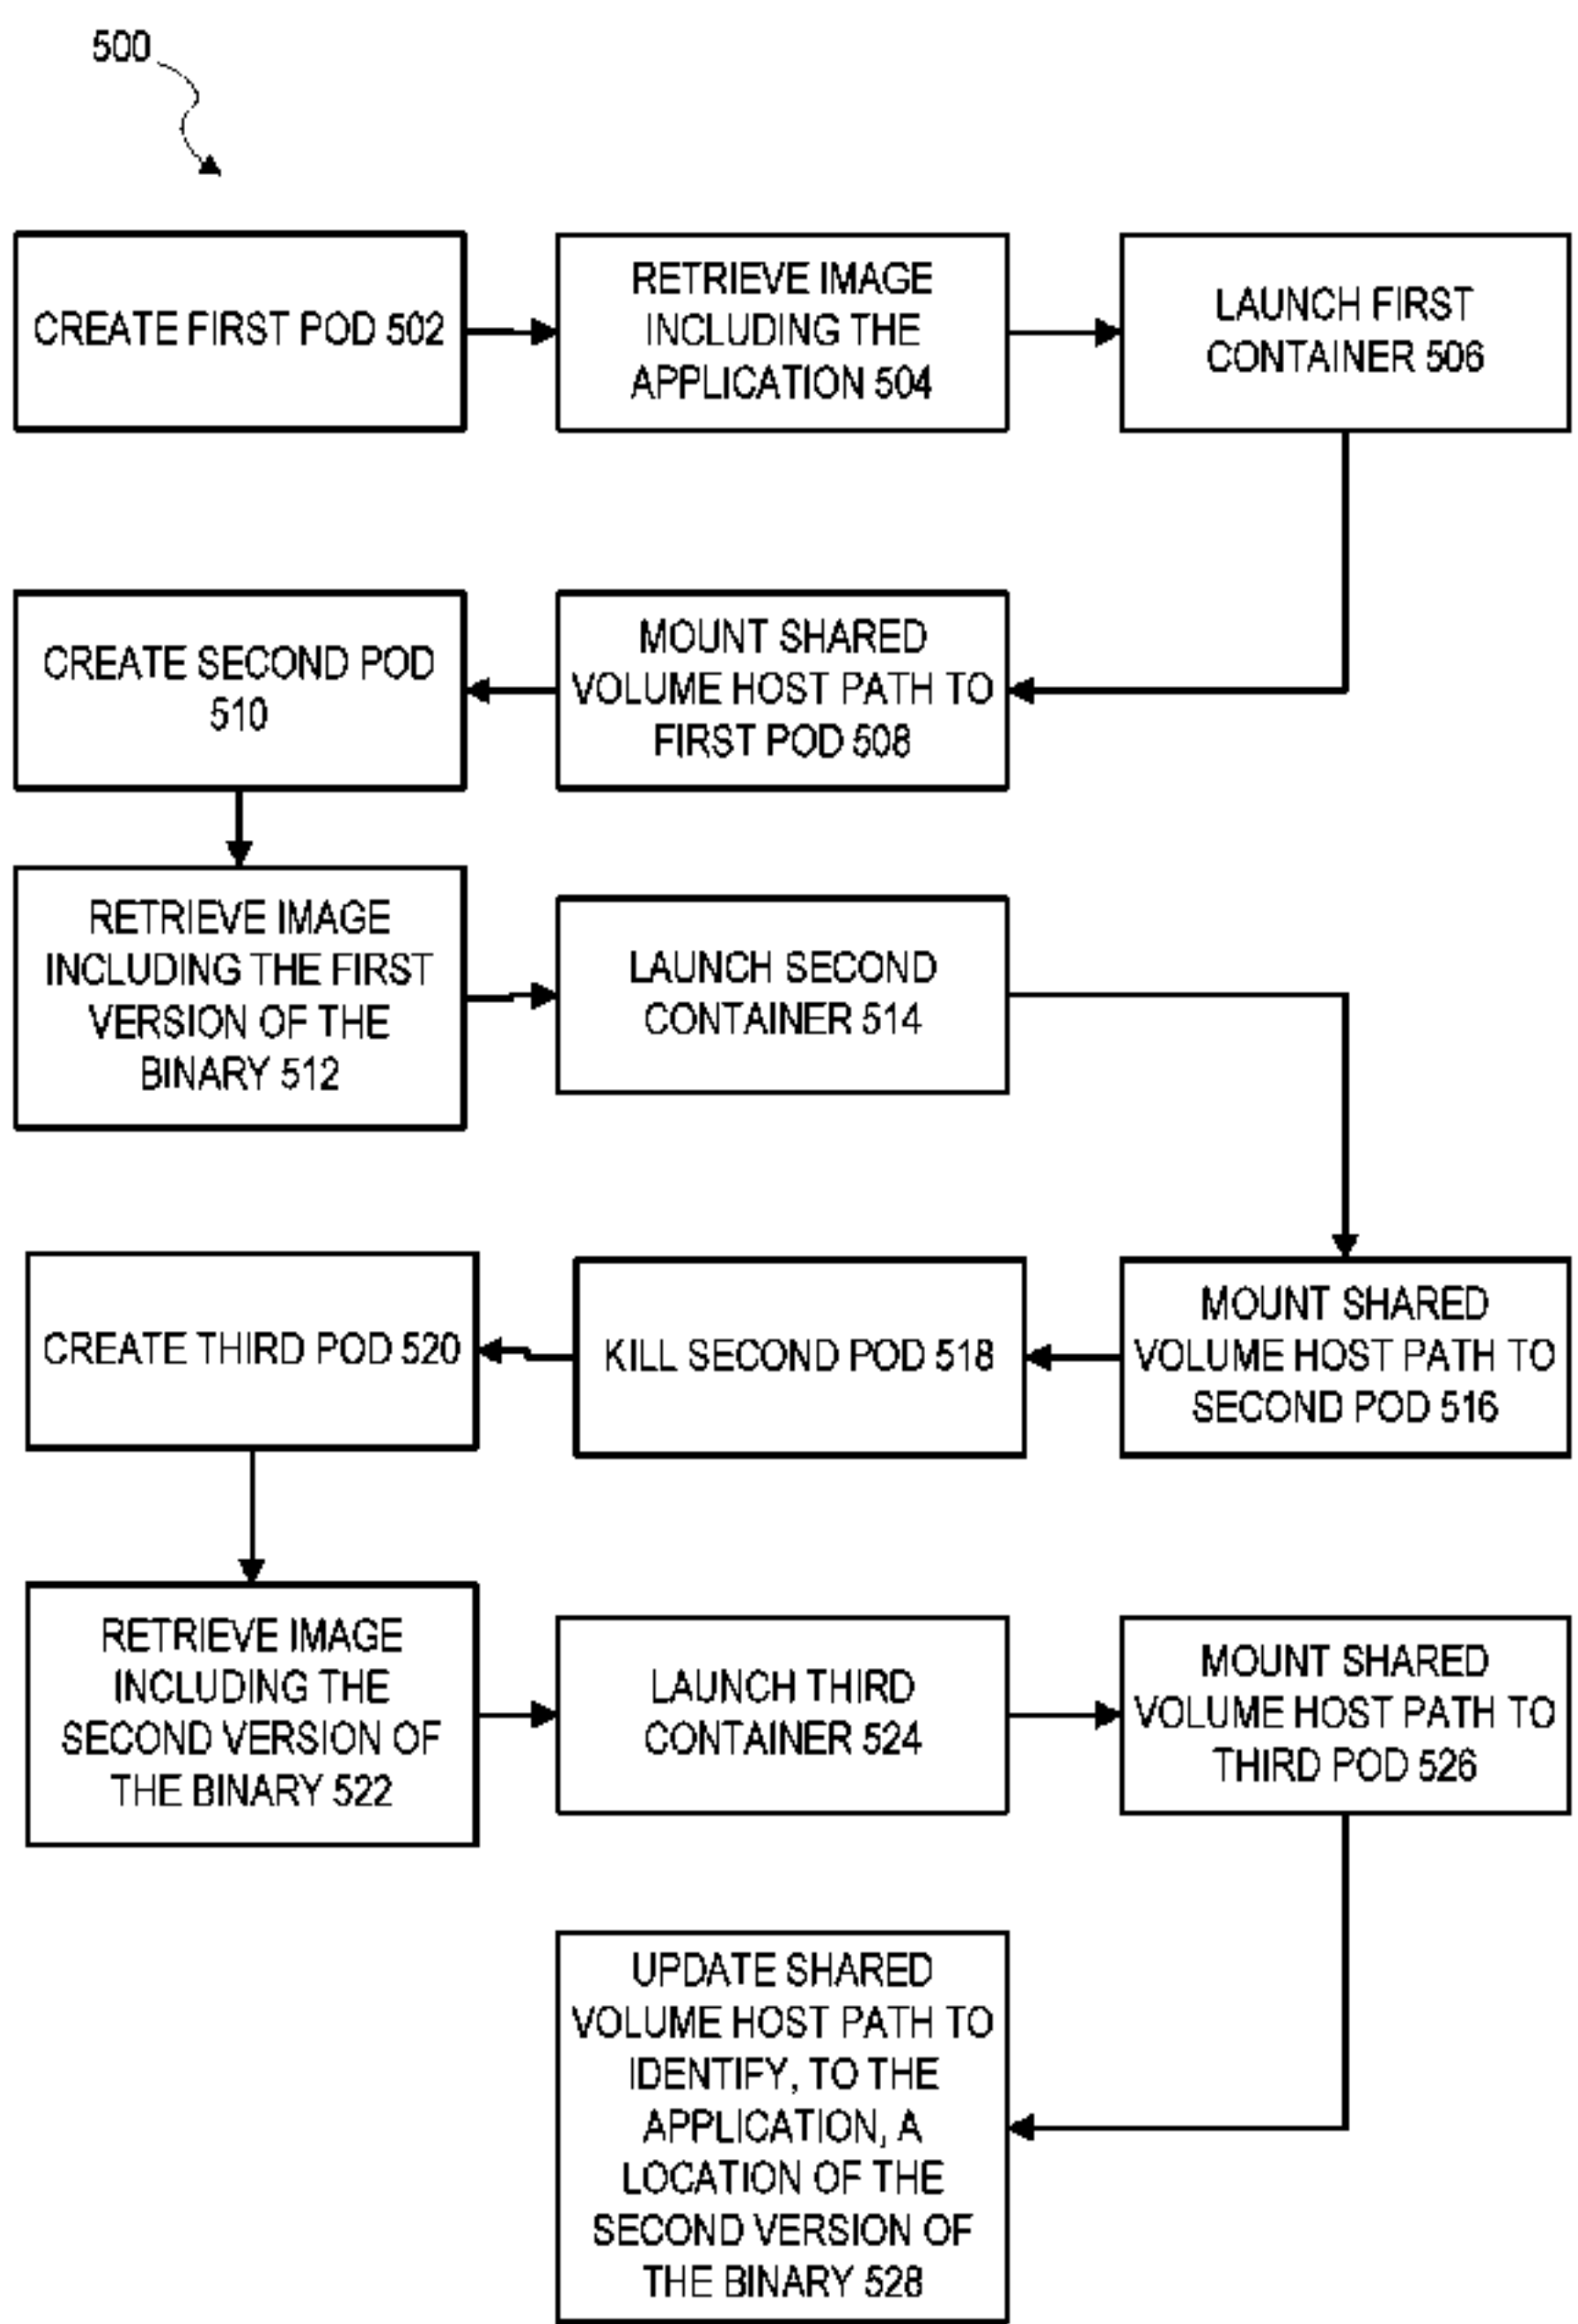 500
CREATE FIRST POD 502
RETRIEVE IMAGE
INCLUDING THE
APPLICATION 504
LAUNCH FIRST
CONTAINER 506
MOUNT SHARED
VOLUME HOST PATH TO
FIRST POD 508
CREATE SECOND POD
510
RETRIEVE IMAGE
INCLUDING THE FIRST
VERSION OF THE
BINARY 512
LAUNCH SECOND
CONTAINER 514
MOUNT SHARED
VOLUME HOST PATH TO
SECOND POD 516
KILL SECOND POD 518
CREATE THIRD POD 520
RETRIEVE IMAGE
INCLUDING THE
SECOND VERSION OF
THE BINARY 522
LAUNCH THIRD
CONTAINER 524
MOUNT SHARED
VOLUME HOST PATH TO
THIRD POD 526
UPDATE SHARED
VOLUME HOST PATH TO
IDENTIFY, TO THE
APPLICATION, A
LOCATION OF THE
SECOND VERSION OF
THE BINARY 528